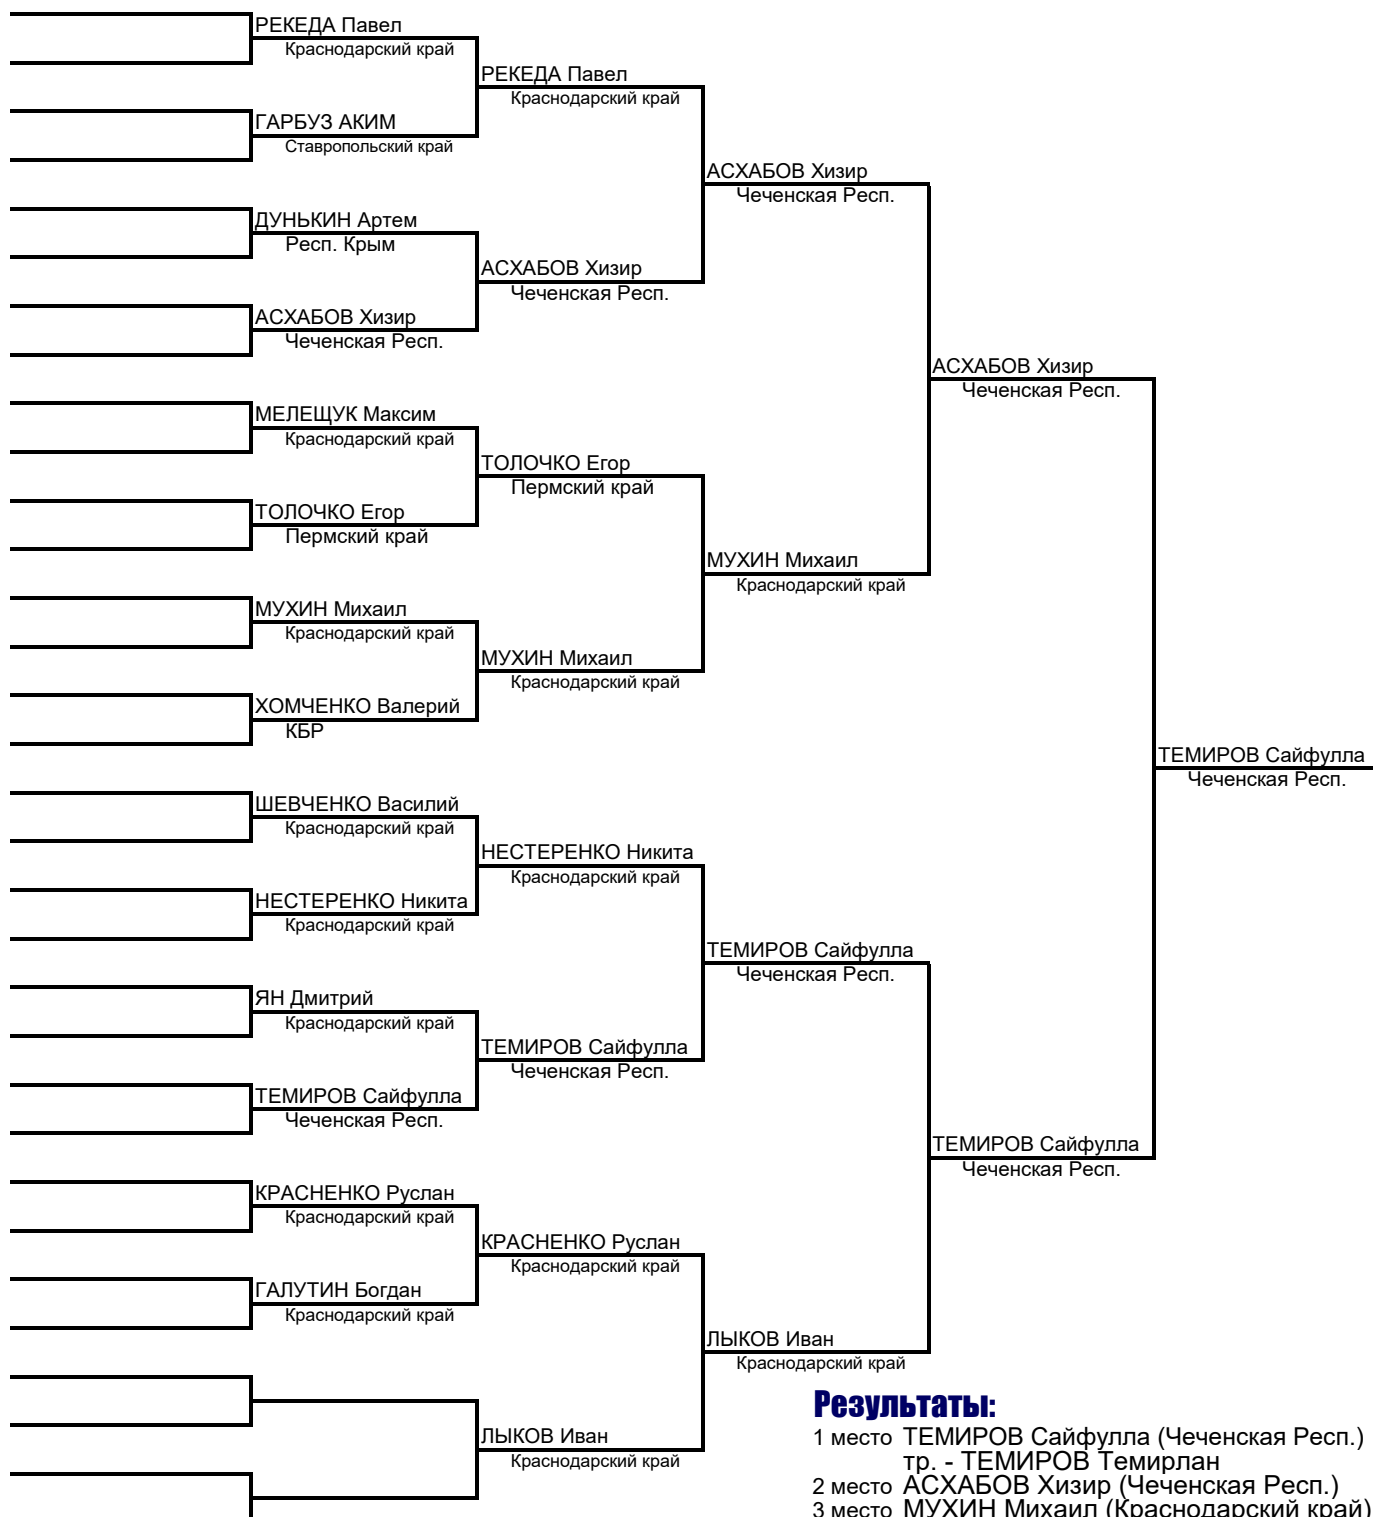 РЕКЕДА Павел
Краснодарский край
РЕКЕДА Павел
Краснодарский край
ГАРБУЗ АКИМ
Ставропольский край
АСХАБОВ Хизир
Чеченская Респ.
ДУНЬКИН Артем
Респ. Крым
АСХАБОВ Хизир
Чеченская Респ.
АСХАБОВ Хизир
Чеченская Респ.
АСХАБОВ Хизир
Чеченская Респ.
МЕЛЕЩУК Максим
Краснодарский край
ТОЛОЧКО Егор
Пермский край
ТОЛОЧКО Егор
Пермский край
МУХИН Михаил
Краснодарский край
МУХИН Михаил
Краснодарский край
МУХИН Михаил
Краснодарский край
ХОМЧЕНКО Валерий
КБР
ТЕМИРОВ Сайфулла
Чеченская Респ.
ШЕВЧЕНКО Василий
Краснодарский край
НЕСТЕРЕНКО Никита
Краснодарский край
НЕСТЕРЕНКО Никита
Краснодарский край
ТЕМИРОВ Сайфулла
Чеченская Респ.
ЯН Дмитрий
Краснодарский край
ТЕМИРОВ Сайфулла
Чеченская Респ.
ТЕМИРОВ Сайфулла
Чеченская Респ.
ТЕМИРОВ Сайфулла
Чеченская Респ.
КРАСНЕНКО Руслан
Краснодарский край
КРАСНЕНКО Руслан
Краснодарский край
ГАЛУТИН Богдан
Краснодарский край
ЛЫКОВ Иван
Краснодарский край
ЛЫКОВ Иван
Краснодарский край
Результаты:
1 место ТЕМИРОВ Сайфулла (Чеченская Респ.)
тр. - ТЕМИРОВ Темирлан
2 место АСХАБОВ Хизир (Чеченская Респ.)
3 место МУХИН Михаил (Краснодарский край)